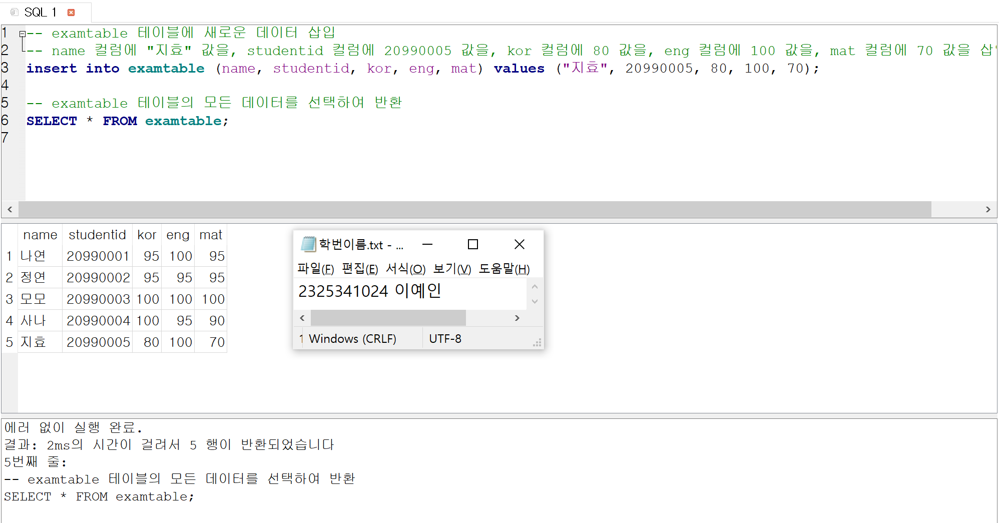 SQL 1
1 -- examtable 테이블에 새로운 데이터 삽입
2 -- name 컬럼에 "지효" 값을, studentid 컬럼에 20990005 값을, kor 컬럼에 80 값을, eng 컬럼에 100 값을, mat 컬럼에 70 값을
3 insert into examtable (name, studentid, kor, eng, mat) values ("지효", 20990005, 80, 100, 70);
4
5 -- examtable 테이블의 모든 데이터를 선택하여 반환
6 SELECT * FROM examtable;
7
name studentid kor eng mat
1 나연 20990001 95 100 95
2 정연 20990002 95 95 95
3 모모 20990003 100 100 100
4 사나 20990004 100 95 90
5 지효 20990005 80 100 70
학번이름.txt - ...
파일(F) 편집(E) 서식(O) 보기(V) 도움말(H)
2325341024 이예인
Windows (CRLF) UTF-8
에러 없이 실행 완료.
결과: 2ms의 시간이 걸려서 5 행이 반환되었습니다
5번째 줄:
-- examtable 테이블의 모든 데이터를 선택하여 반환
SELECT * FROM examtable;